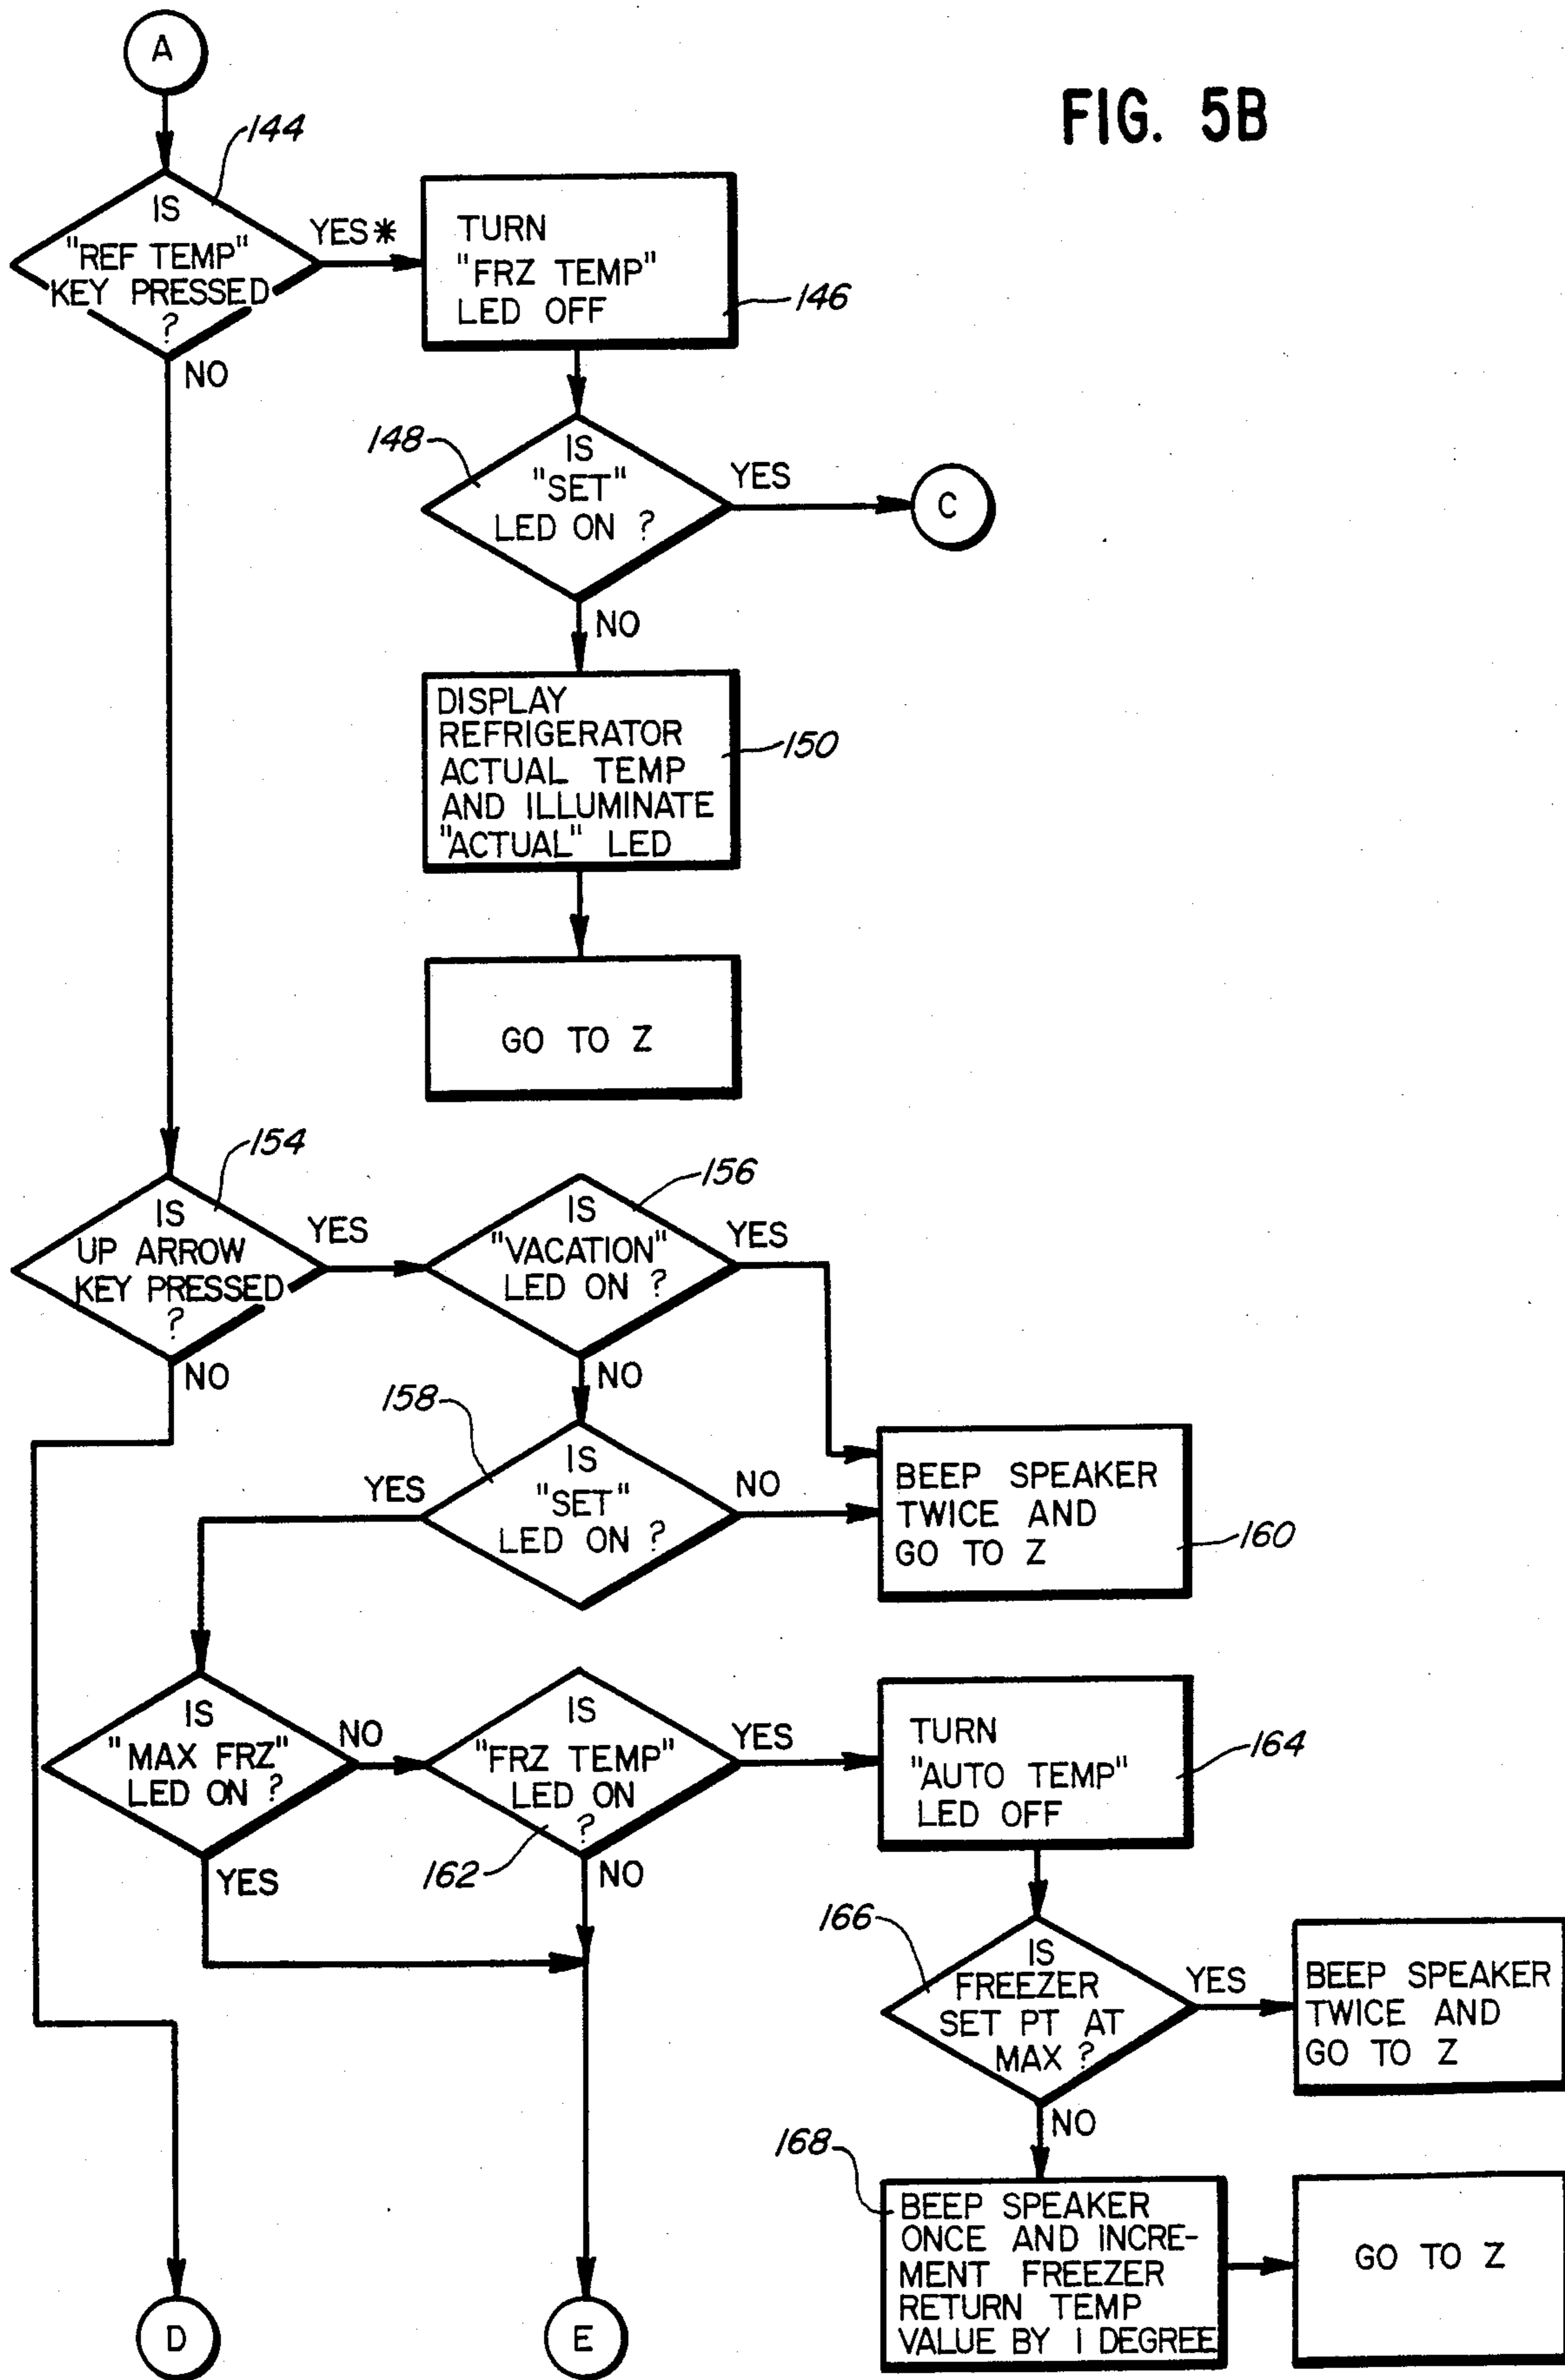 A
FIG. 5B
144
IS
"REF TEMP"
KEY PRESSED
?
YES*
NO
TURN
"FRZ TEMP"
LED OFF
146
148
IS
"SET"
LED ON ?
YES
C
NO
DISPLAY
REFRIGERATOR
ACTUAL TEMP
AND ILLUMINATE
"ACTUAL" LED
150
GO TO Z
154
IS
UP ARROW
KEY PRESSED
?
YES
NO
156
IS
"VACATION"
LED ON ?
YES
NO
158
IS
"SET"
LED ON ?
YES
NO
BEEP SPEAKER
TWICE AND
GO TO Z
160
IS
"MAX FRZ"
LED ON ?
NO
YES
IS
"FRZ TEMP"
LED ON
?
162
YES
NO
TURN
"AUTO TEMP"
LED OFF
164
166
IS
FREEZER
SET PT AT
MAX ?
YES
NO
BEEP SPEAKER
TWICE AND
GO TO Z
168
BEEP SPEAKER
ONCE AND INCRE-
MENT FREEZER
RETURN TEMP
VALUE BY 1 DEGREE
GO TO Z
D
E